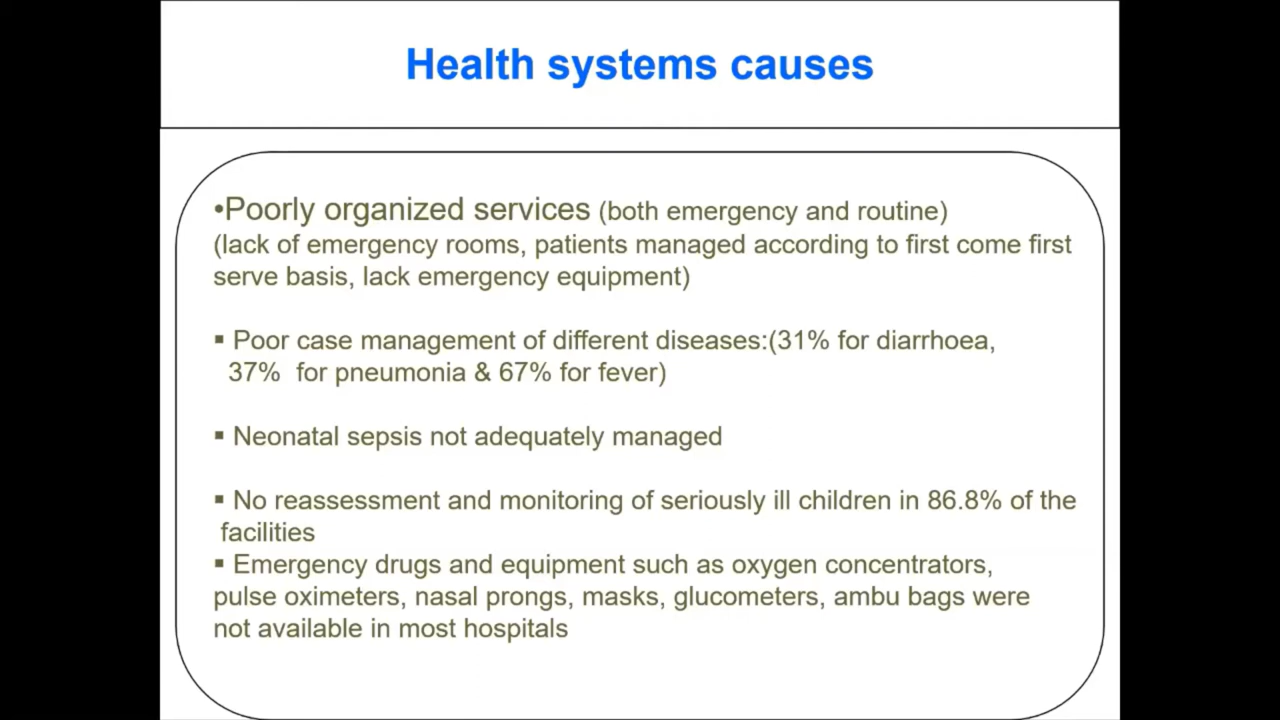 Health systems causes
•Poorly organized services (both emergency and routine)
(lack of emergency rooms, patients managed according to first come first
serve basis, lack emergency equipment)
▪ Poor case management of different diseases:(31% for diarrhoea,
37% for pneumonia & 67% for fever)
▪ Neonatal sepsis not adequately managed
▪ No reassessment and monitoring of seriously ill children in 86.8% of the
facilities
▪ Emergency drugs and equipment such as oxygen concentrators,
pulse oximeters, nasal prongs, masks, glucometers, ambu bags were
not available in most hospitals